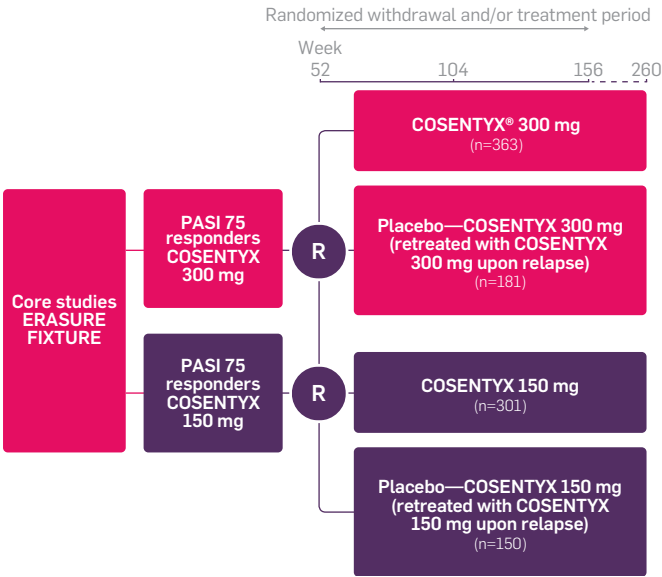 Randomized withdrawal and/or treatment period
Week
52 104 156 260
COSENTYX® 300 mg
(n=363)
Core studies
ERASURE
FIXTURE
PASI 75
responders
COSENTYX
300 mg
R
Placebo—COSENTYX 300 mg
(retreated with COSENTYX
300 mg upon relapse)
(n=181)
PASI 75
responders
COSENTYX
150 mg
R
COSENTYX 150 mg
(n=301)
Placebo—COSENTYX 150 mg
(retreated with COSENTYX
150 mg upon relapse)
(n=150)